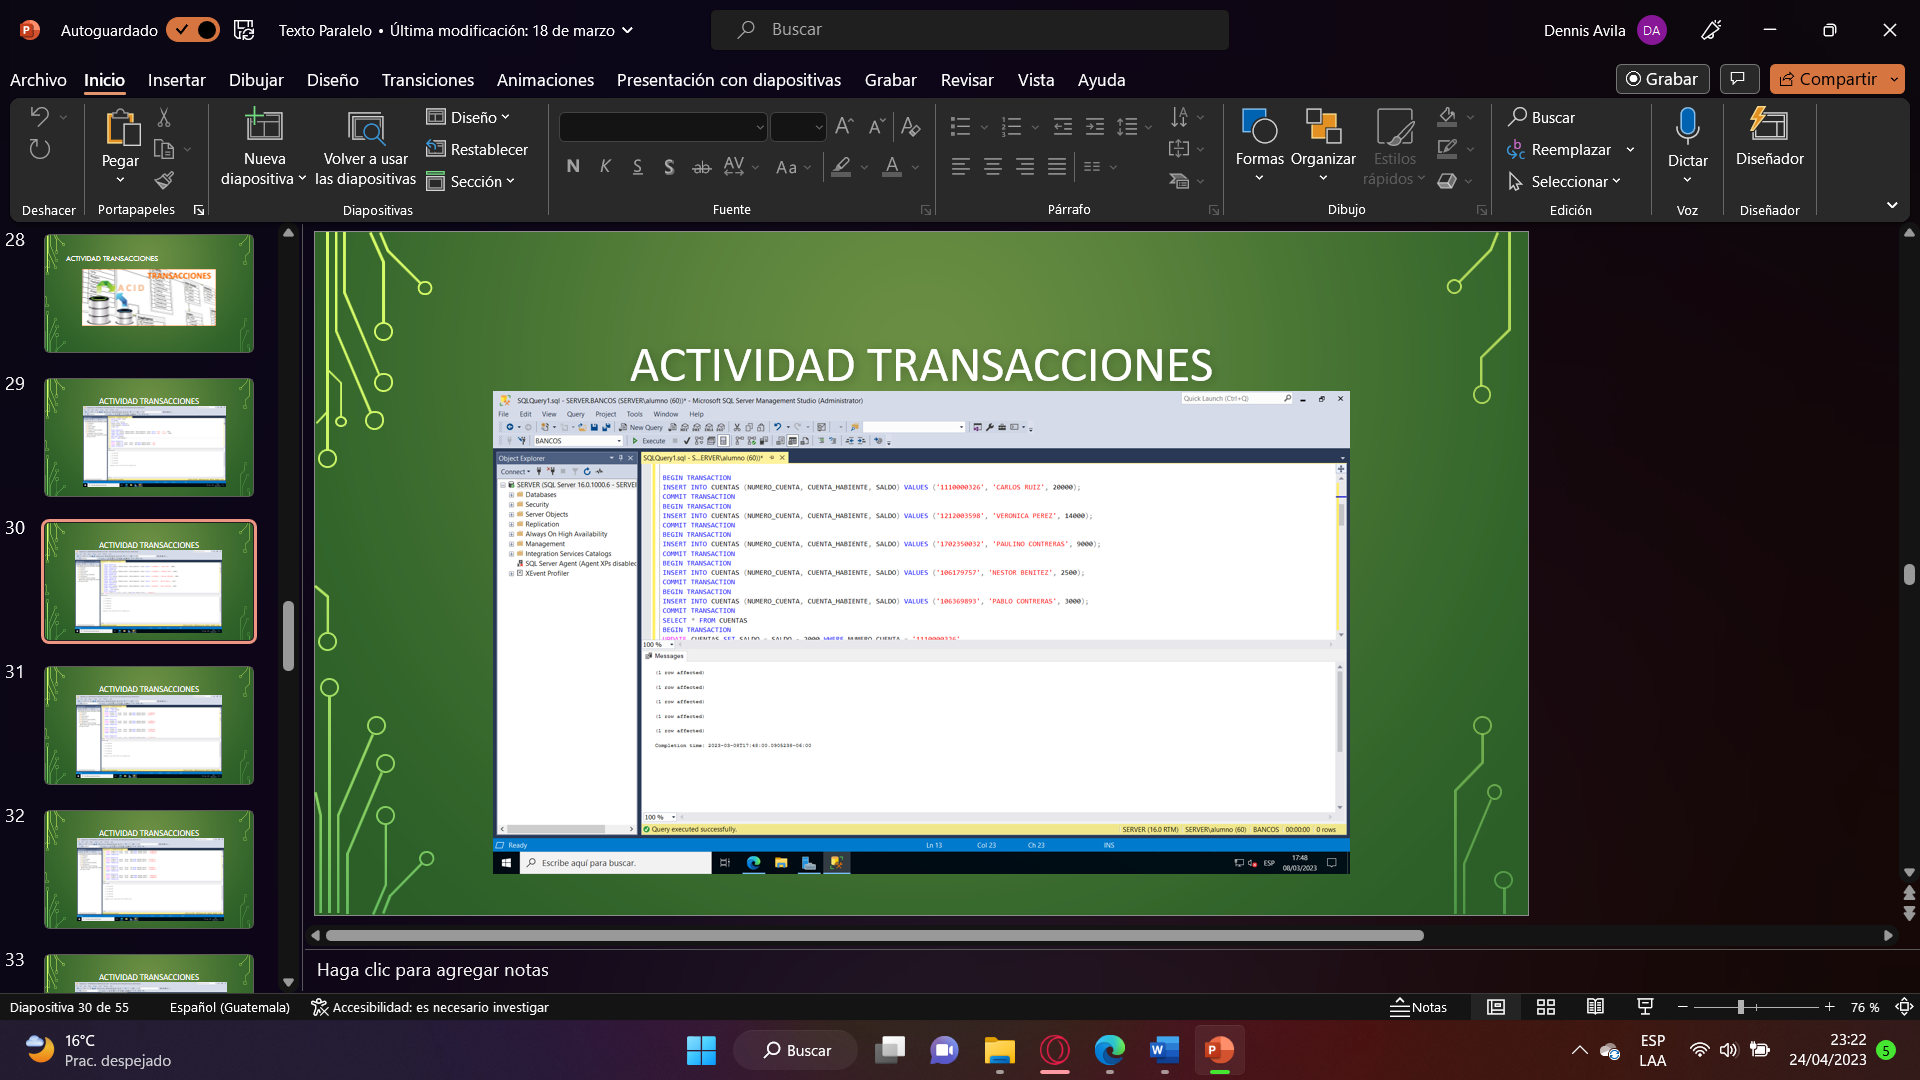 Autoguardado
Texto Paralelo • Última modificación: 18 de marzo
Buscar
Dennis Avila
DA
Archivo Inicio Insertar Dibujar Diseño Transiciones Animaciones Presentación con diapositivas Grabar Revisar Vista Ayuda
Grabar
Compartir
Pegar
Nueva diapositiva
Volver a usar las diapositivas
Diseño
Restablecer
Sección
N K S S ab AV Aa A
Formas
Organizar
Estilos rápidos
Buscar
Reemplazar
Seleccionar
Dictar
Diseñador
Deshacer
Portapapeles
Diapositivas
Fuente
Párrafo
Dibujo
Edición
Voz
Diseñador
28
ACTIVIDAD TRANSACCIONES
TRANSACCIONES
ACID
29
ACTIVIDAD TRANSACCIONES
30
ACTIVIDAD TRANSACCIONES
31
ACTIVIDAD TRANSACCIONES
32
ACTIVIDAD TRANSACCIONES
33
ACTIVIDAD TRANSACCIONES
ACTIVIDAD TRANSACCIONES
SQLQuery1.sql - SERVER.BANCOS (SERVER\alumno (60))* - Microsoft SQL Server Management Studio (Administrator)
Quick Launch (Ctrl+Q)
File Edit View Query Project Tools Window Help
New Query
BANCOS
Execute
Object Explorer
Connect
SERVER (SQL Server 16.0.1000.6 - SERVER
Databases
Security
Server Objects
Replication
Always On High Availability
Management
Integration Services Catalogs
SQL Server Agent (Agent XPs disabled
XEvent Profiler
SQLQuery1.sql - S...ERVER\alumno (60))*
BEGIN TRANSACTION
INSERT INTO CUENTAS (NUMERO_CUENTA, CUENTA_HABIENTE, SALDO) VALUES ('1110000326', 'CARLOS RUIZ', 20000);
COMMIT TRANSACTION
BEGIN TRANSACTION
INSERT INTO CUENTAS (NUMERO_CUENTA, CUENTA_HABIENTE, SALDO) VALUES ('1212003598', 'VERONICA PEREZ', 14000);
COMMIT TRANSACTION
BEGIN TRANSACTION
INSERT INTO CUENTAS (NUMERO_CUENTA, CUENTA_HABIENTE, SALDO) VALUES ('1702350032', 'PAULINO CONTRERAS', 9000);
COMMIT TRANSACTION
BEGIN TRANSACTION
INSERT INTO CUENTAS (NUMERO_CUENTA, CUENTA_HABIENTE, SALDO) VALUES ('106179757', 'NESTOR BENITEZ', 2500);
COMMIT TRANSACTION
BEGIN TRANSACTION
INSERT INTO CUENTAS (NUMERO_CUENTA, CUENTA_HABIENTE, SALDO) VALUES ('106369893', 'PABLO CONTRERAS', 3000);
COMMIT TRANSACTION
SELECT * FROM CUENTAS
BEGIN TRANSACTION
UPDATE CUENTAS SET SALDO = SALDO - 2000 WHERE NUMERO_CUENTA = '1110000326'
100 %
Messages
(1 row affected)
(1 row affected)
(1 row affected)
(1 row affected)
(1 row affected)
Completion time: 2023-03-08T17:48:00.0906238-06:00
100 %
Query executed successfully.
SERVER (16.0 RTM) SERVER\alumno (60) BANCOS 00:00:00 0 rows
Ready
Ln 13 Col 23 Ch 23 INS
Escribe aquí para buscar.
ESP
17:48
08/03/2023
Haga clic para agregar notas
Diapositiva 30 de 55
Español (Guatemala)
Accesibilidad: es necesario investigar
Notas
76 %
16°C
Prac. despejado
Buscar
ESP
LAA
23:22
24/04/2023
5